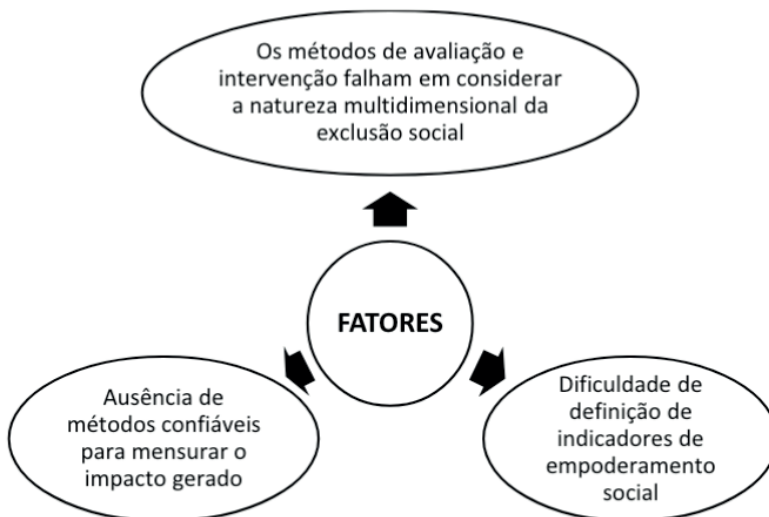 Os métodos de avaliação e
intervenção falham em considerar
a natureza multidimensional da
exclusão social
FATORES
Ausência de
métodos confiáveis
para mensurar o
impacto gerado
Dificuldade de
definição de
indicadores de
empoderamento
social